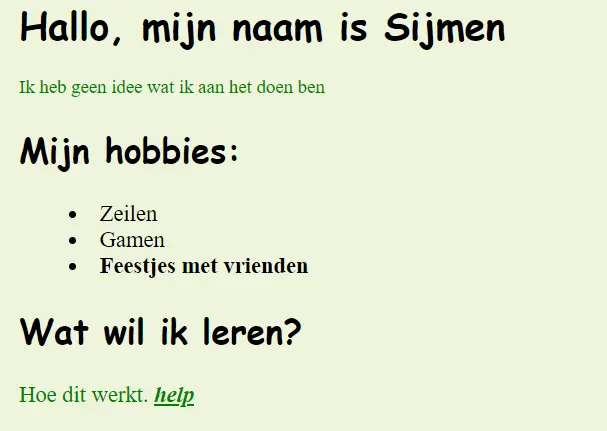 Hallo, mijn naam is Sijmen
Ik heb geen idee wat ik aan het doen ben
Mijn hobbies:
Zeilen
Gamen
Feestjes met vrienden
Wat wil ik leren?
Hoe dit werkt. help